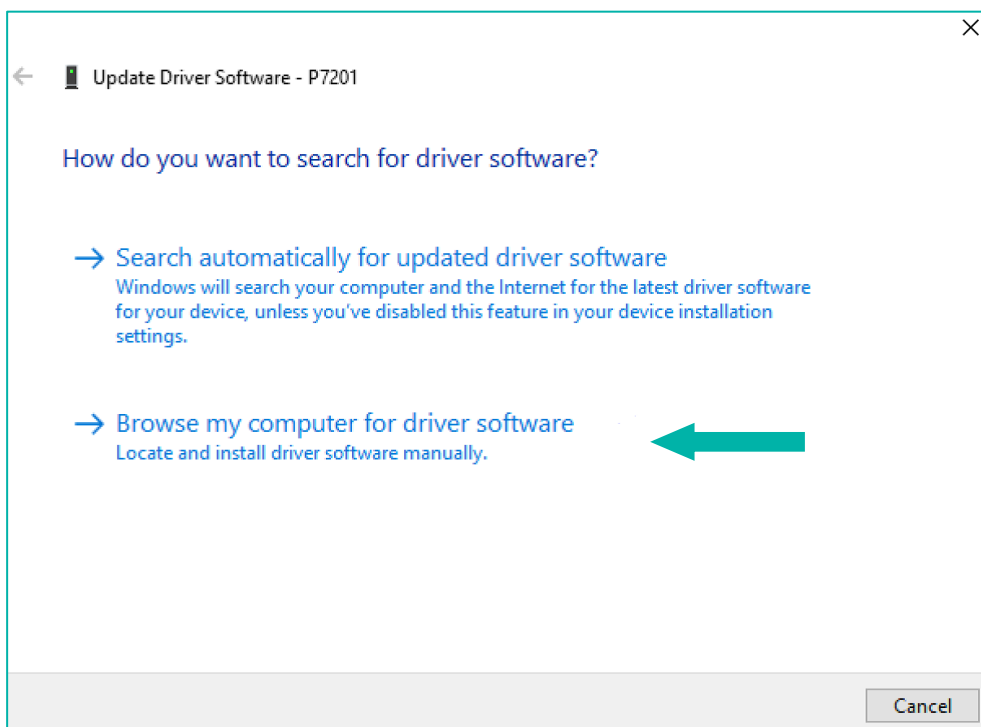 Update Driver Software - P7201
How do you want to search for driver software?
Search automatically for updated driver software
Windows will search your computer and the Internet for the latest driver software
for your device, unless you've disabled this feature in your device installation
settings.
Browse my computer for driver software
Locate and install driver software manually.
Cancel